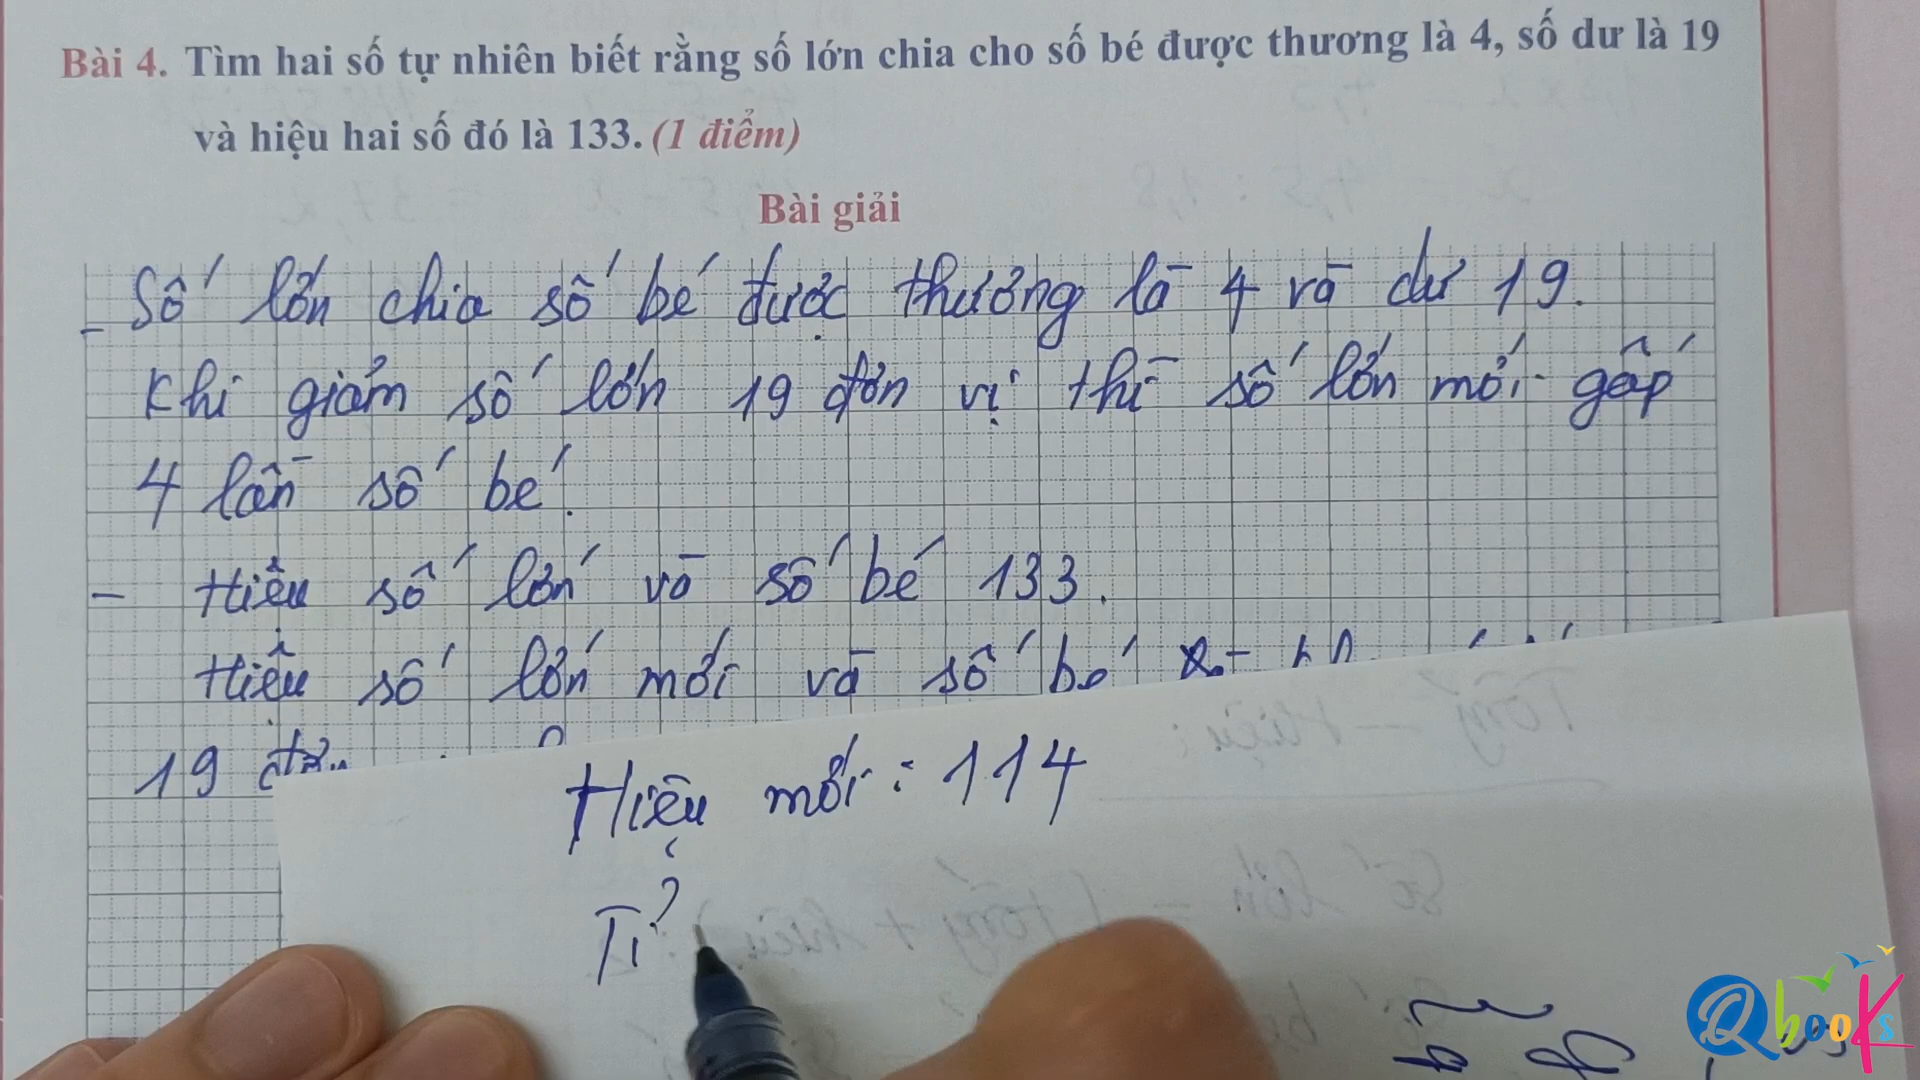 Bài 4. Tìm hai số tự nhiên biết rằng số lớn chia cho số bé được thương là 4, số dư là 19
và hiệu hai số đó là 133. (1 điểm)
Bài giải
- Số lớn chia số bé được thương là 4 và dư 19.
Khi giảm số lớn 19 đơn vị thì số lớn mới gấp
4 lần số bé.
- Hiệu số lớn và số bé 133.
Hiệu số lớn mới và số bé
19
Hiệu mới : 114
Tỉ
Qbooks